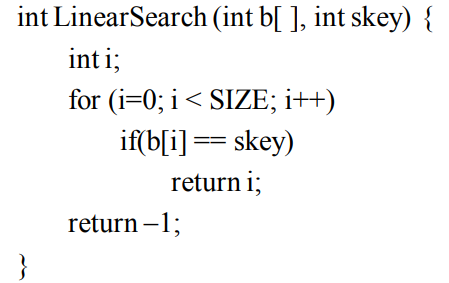 int LinearSearch (int b[ ], int skey) {
int i;
for (i=0; i < SIZE; i++)
if(b[i] == skey)
return i;
return –1;
}